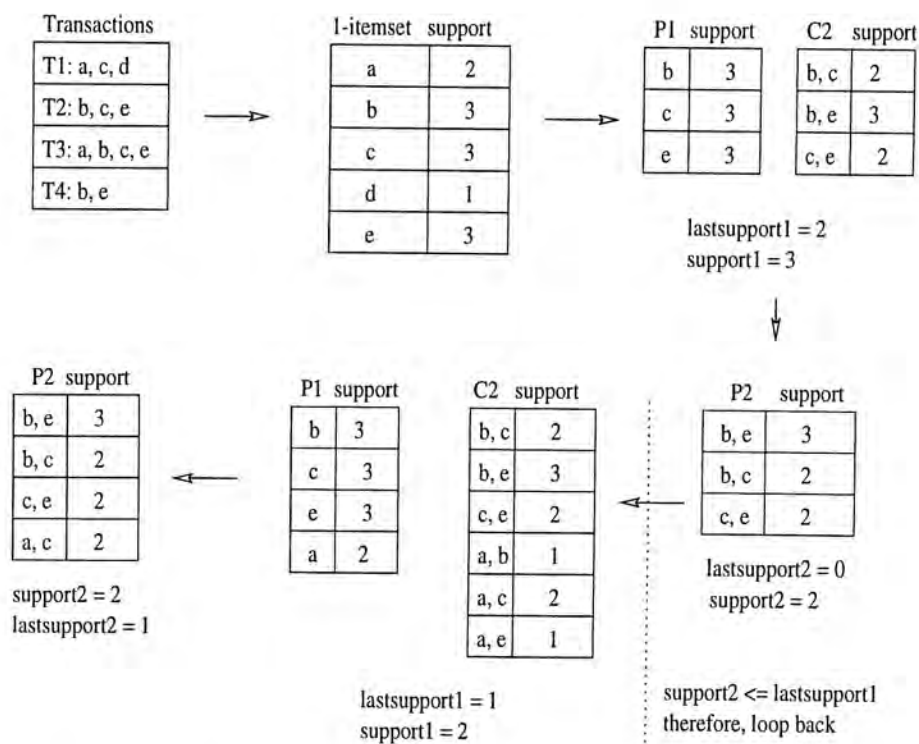 Transactions
T1: a, c, d
T2: b, c, e
T3: a, b, c, e
T4: b, e
1-itemset support
a 2
b 3
c 3
d 1
e 3
P1 support
b 3
c 3
e 3
C2 support
b, c 2
b, e 3
c, e 2
lastsupport1 = 2
support1 = 3
P2 support
b, e 3
b, c 2
c, e 2
a, c 2
support2 = 2
lastsupport2 = 1
P1 support
b 3
c 3
e 3
a 2
C2 support
b, c 2
b, e 3
c, e 2
a, b 1
a, c 2
a, e 1
lastsupport1 = 1
support1 = 2
P2 support
b, e 3
b, c 2
c, e 2
lastsupport2 = 0
support2 = 2
support2 <= lastsupport1
therefore, loop back